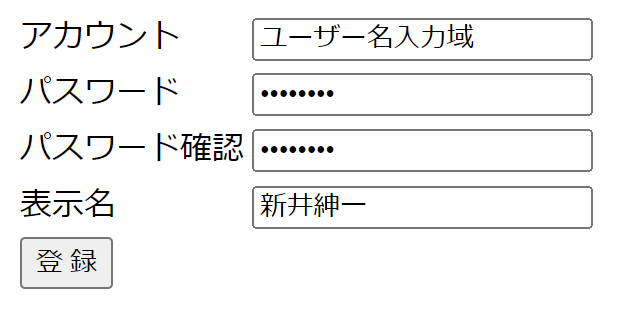 アカウント ユーザー名入力域
パスワード ••••••••
パスワード確認 ••••••••
表示名 新井紳一
登 録